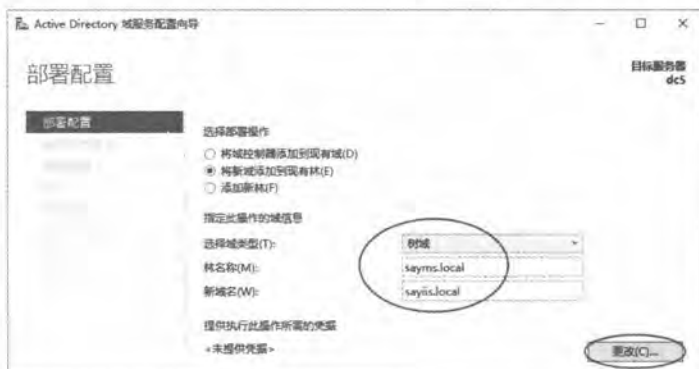 Active Directory 域服务配置向导
部署配置
目标服务器
dc5
部署配置
选择部署操作
将域控制器添加到现有域(D)
将新域添加到现有林(E)
添加新林(F)
指定此操作的域信息
选择域类型(T): 树域
林名称(M): sayms.local
新域名(W): sayiis.local
提供执行此操作所需的凭据
<未提供凭据> 更改(C)...